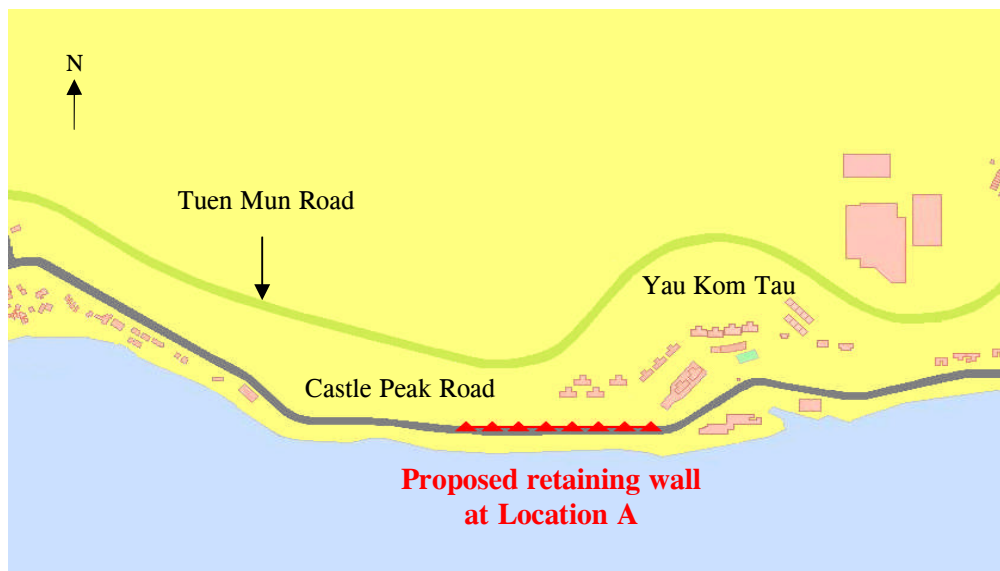 N
Tuen Mun Road
Yau Kom Tau
Castle Peak Road
Proposed retaining wall
at Location A